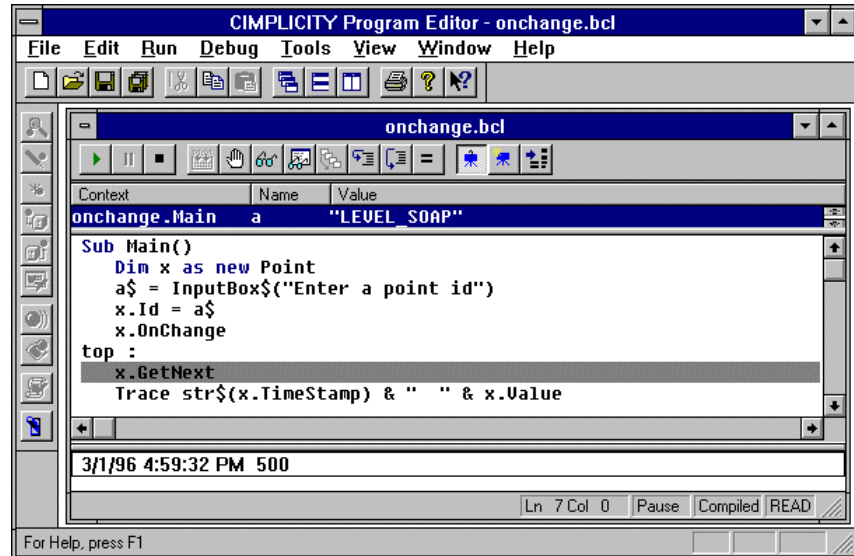 CIMPLICITY Program Editor - onchange.bcl
File Edit Run Debug Tools View Window Help
onchange.bcl
Context Name Value
onchange.Main a "LEVEL_SOAP"
Sub Main()
Dim x as new Point
a$ = InputBox$("Enter a point id")
x.Id = a$
x.OnChange
top :
x.GetNext
Trace str$(x.TimeStamp) & "  " & x.Value
3/1/96 4:59:32 PM 500
Ln 7 Col 0 Pause Compiled READ
For Help, press F1